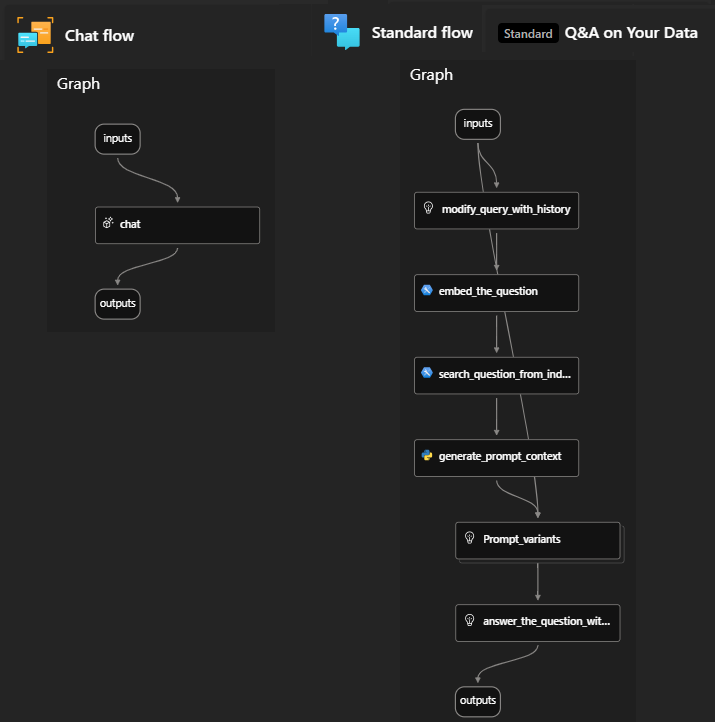 Chat flow
Graph
inputs
chat
outputs
?
Standard flow
Standard
Q&A on Your Data
Graph
inputs
modify_query_with_history
embed_the_question
search_question_from_ind...
generate_prompt_context
Prompt_variants
answer_the_question_wit...
outputs